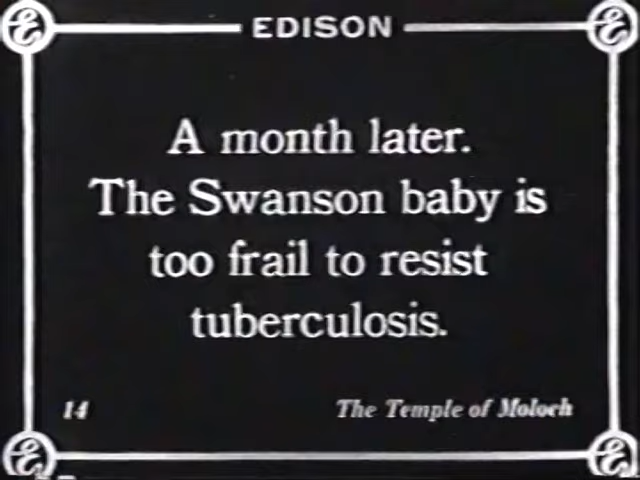 EDISON
A month later.
The Swanson baby is
too frail to resist
tuberculosis.
14 The Temple of Moloch